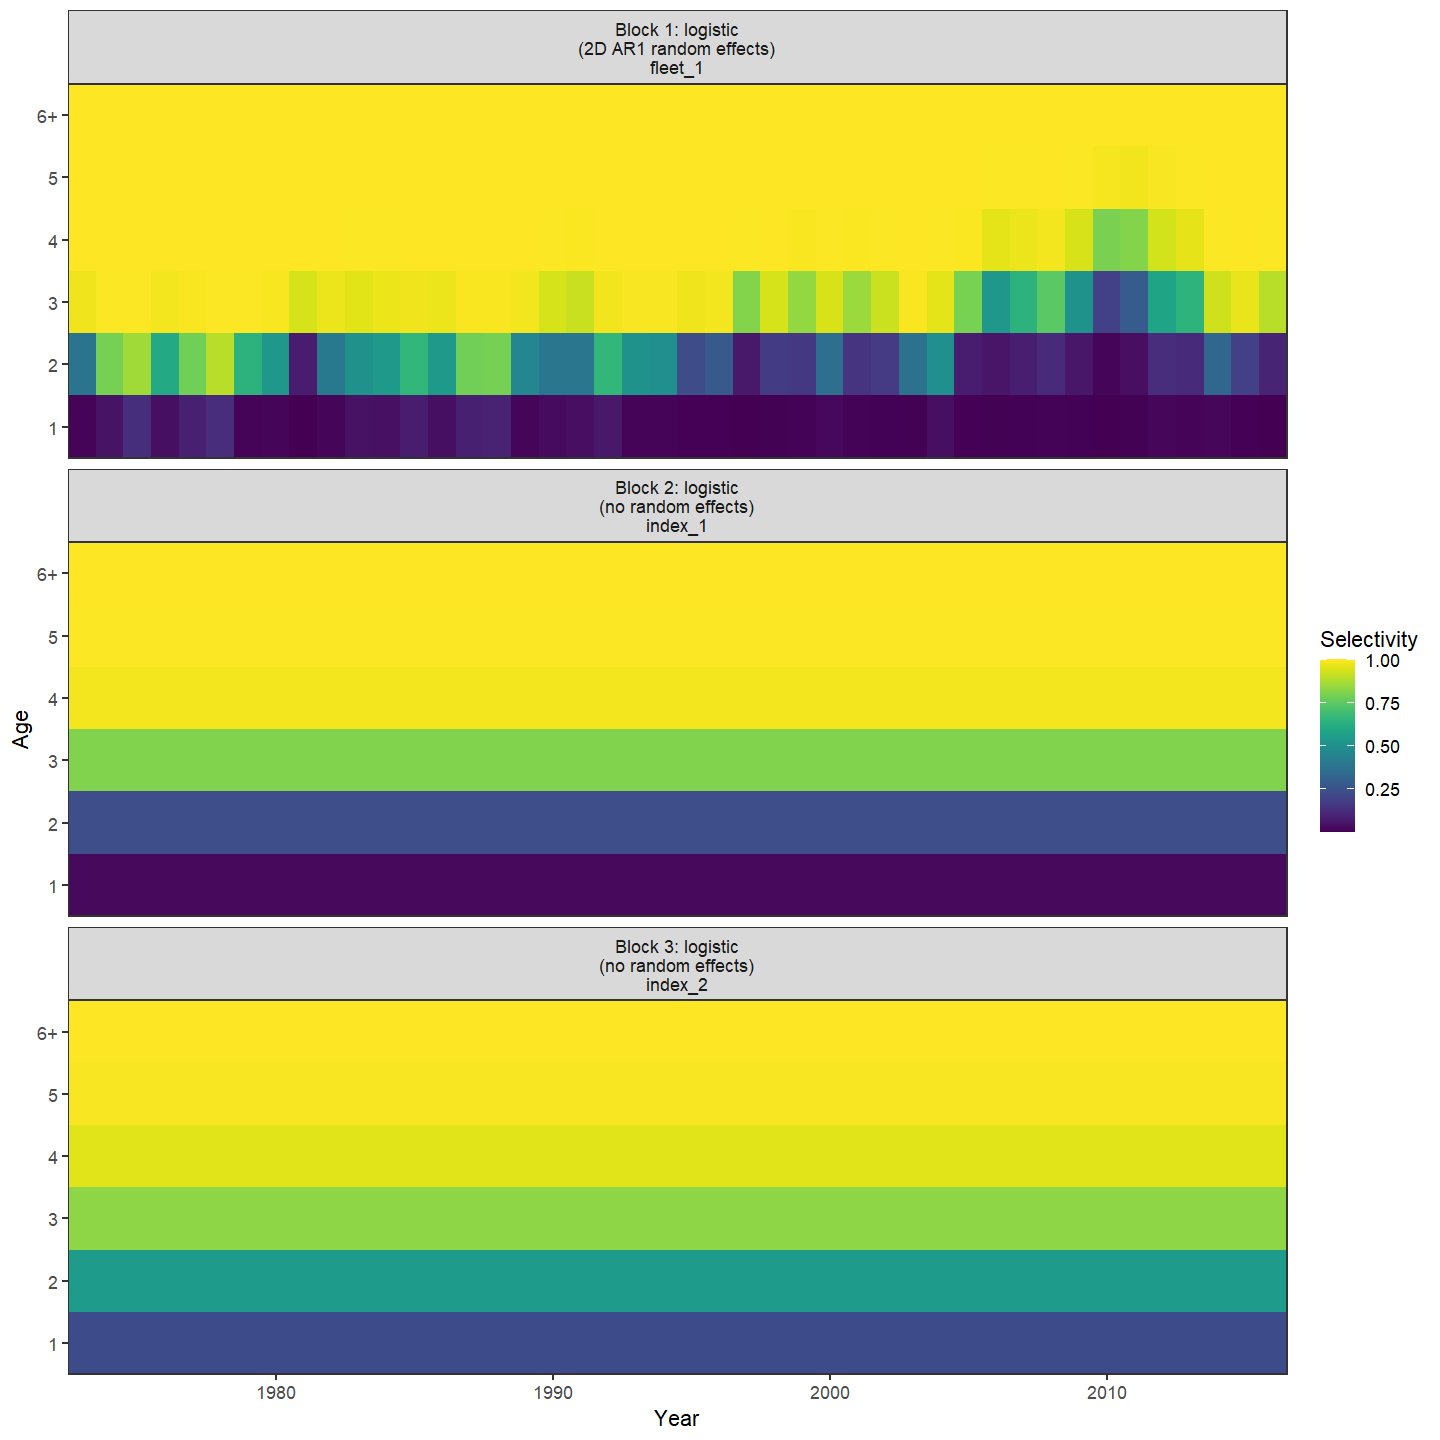 Block 1: logistic
(2D AR1 random effects)
fleet_1
6+
5
4
3
2
1
Block 2: logistic
(no random effects)
index_1
6+
5
4
3
2
1
Block 3: logistic
(no random effects)
index_2
6+
5
4
3
2
1
1980 1990 2000 2010
Year
Age
Selectivity
1.00
0.75
0.50
0.25